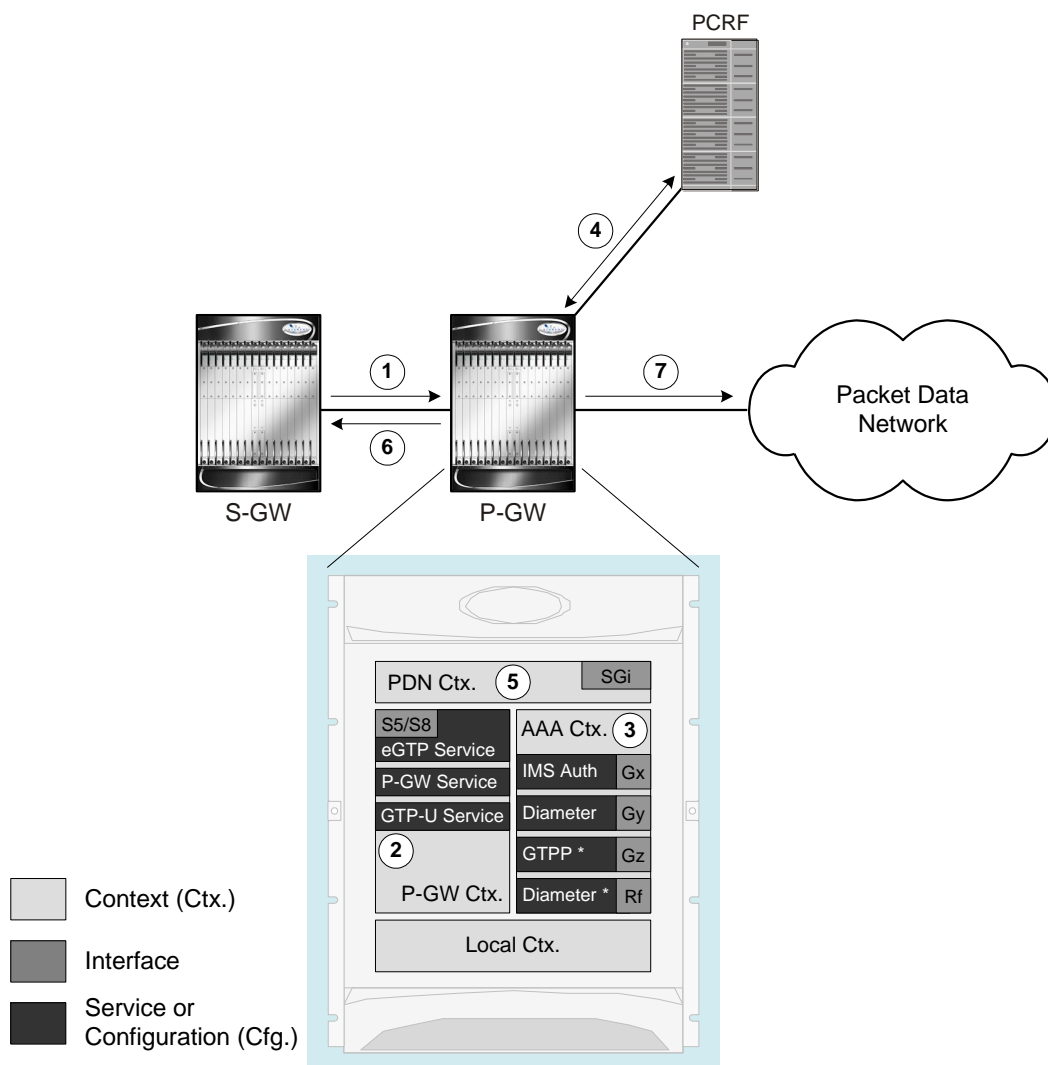 PCRF
4
1
7
Packet Data
Network
6
S-GW
P-GW
PDN Ctx.
5
SGi
S5/S8
eGTP Service
P-GW Service
GTP-U Service
2
P-GW Ctx.
AAA Ctx.
3
IMS Auth
Gx
Diameter
Gy
GTPP *
Gz
Diameter *
Rf
Local Ctx.
Context (Ctx.)
Interface
Service or
Configuration (Cfg.)